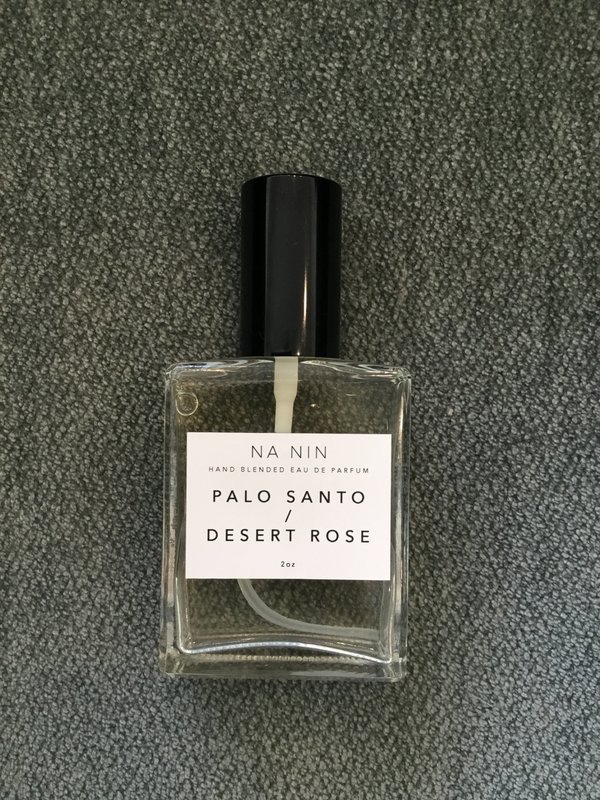 NA NIN
HAND BLENDED EAU DE PARFUM
PALO SANTO
/
DESERT ROSE
2oz